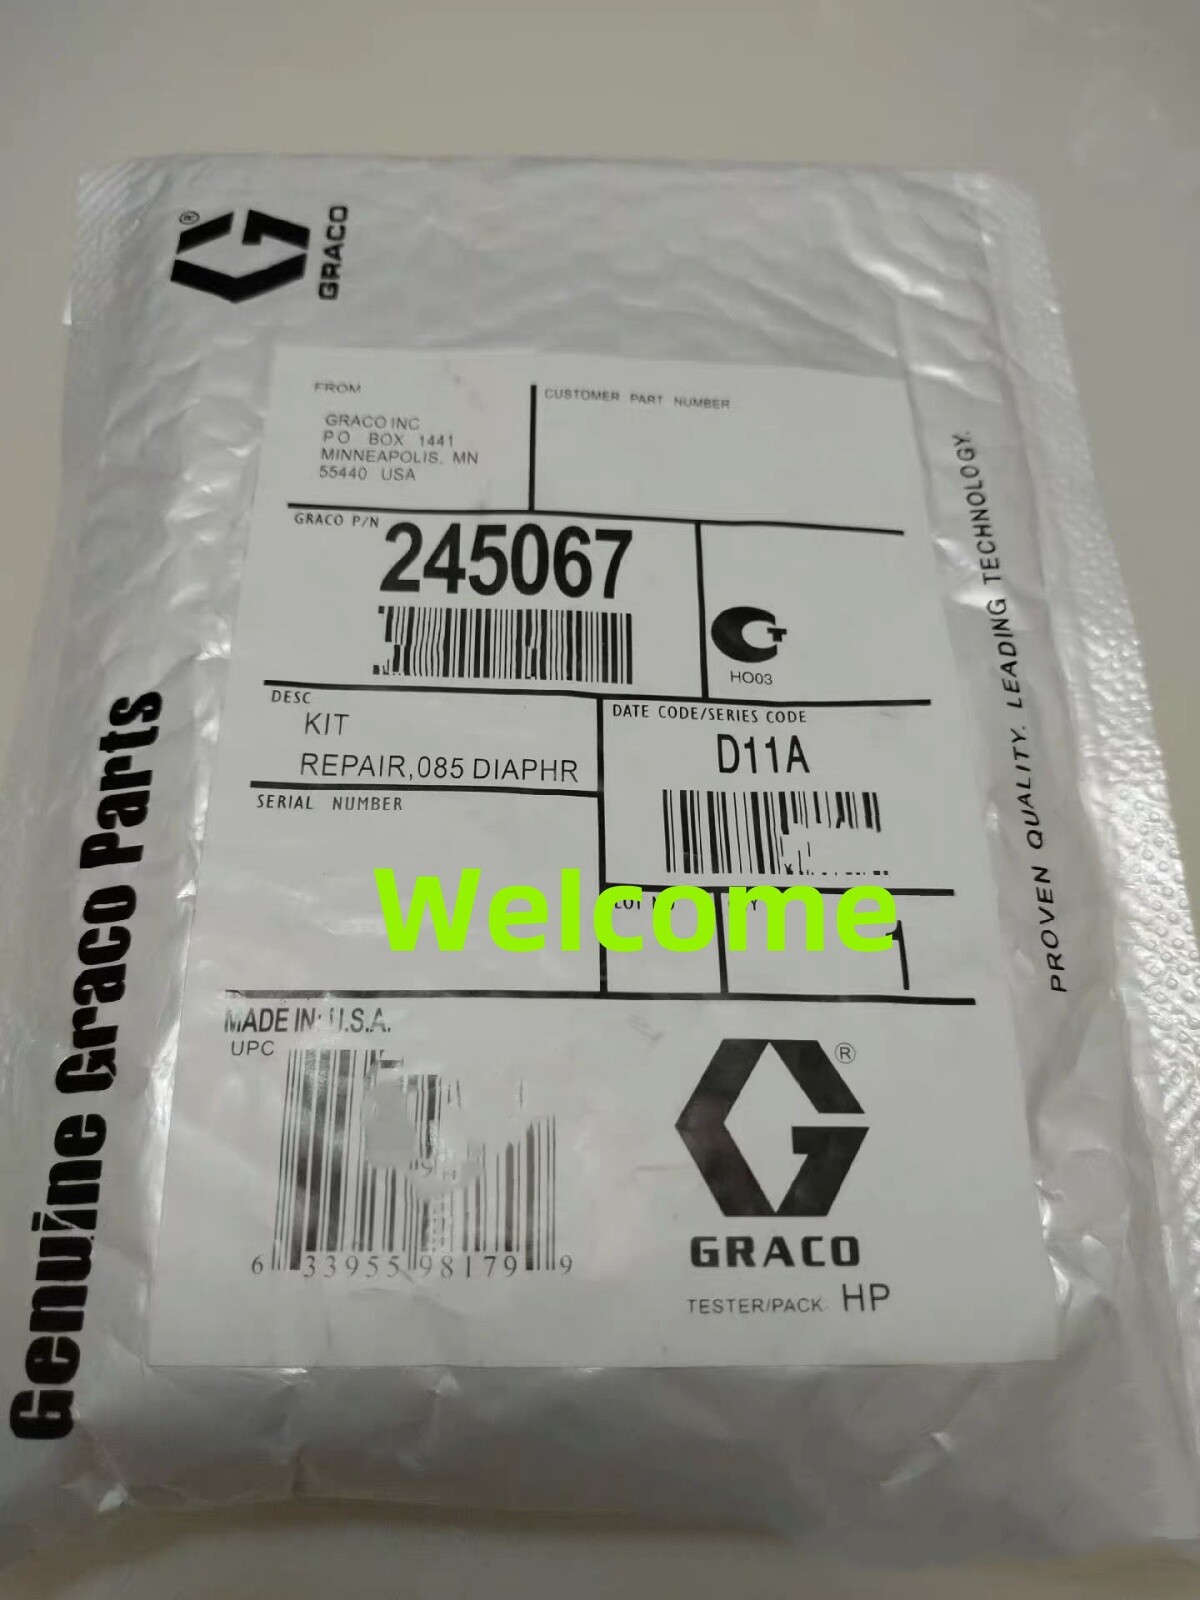 ®
GRACO
FROM
GRACO INC
PO BOX 1441
MINNEAPOLIS, MN
55440 USA
CUSTOMER PART NUMBER
GRACO P/N
245067
HO03
DESC
KIT
REPAIR,085 DIAPHR
DATE CODE/SERIES CODE
D11A
SERIAL NUMBER
Welcome
1
MADE IN: U.S.A.
UPC
6 33955 98179 9
®
GRACO
TESTER/PACK HP
Genuine Graco Parts
PROVEN QUALITY. LEADING TECHNOLOGY.